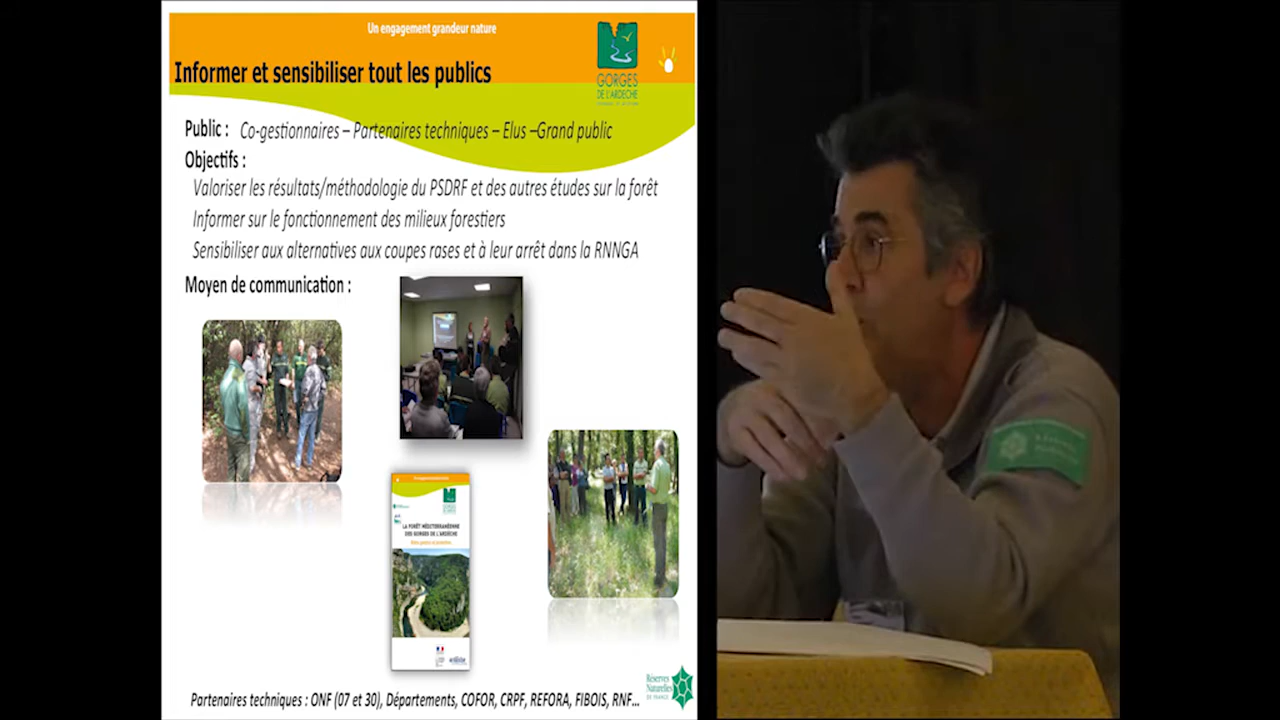 Un engagement grandeur nature
Informer et sensibiliser tout les publics
GORGES
DE L'ARDECHE
Public : Co-gestionnaires – Partenaires techniques – Elus –Grand public
Objectifs :
Valoriser les résultats/méthodologie du PSDRF et des autres études sur la forêt
Informer sur le fonctionnement des milieux forestiers
Sensibiliser aux alternatives aux coupes rases et à leur arrêt dans la RNNGA
Moyen de communication :
LA FORÊT MÉDITERRANÉENNE
DES GORGES DE L'ARDÈCHE
Réserves
Naturelles
DE FRANCE
Partenaires techniques : ONF (07 et 30), Départements, COFOR, CRPF, REFORA, FIBOIS, RNF...